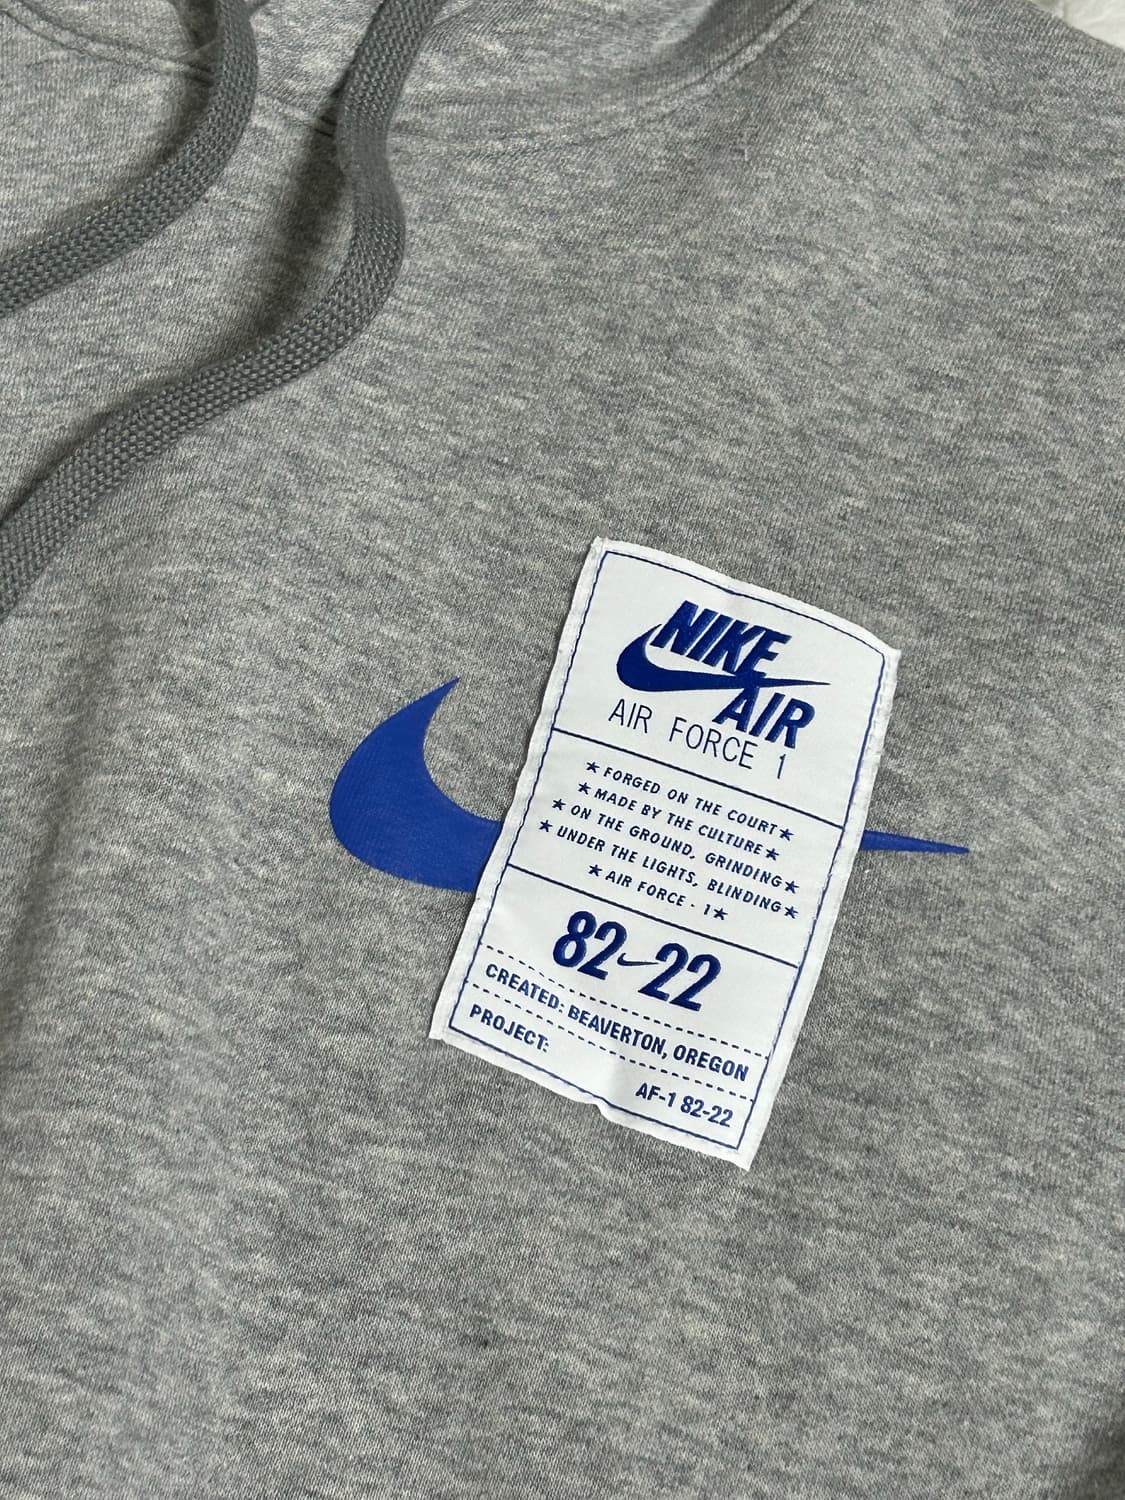 NIKE
AIR
AIR FORCE 1
★ FORGED ON THE COURT ★
★ MADE BY THE CULTURE ★
★ ON THE GROUND, GRINDING ★
★ UNDER THE LIGHTS, BLINDING ★
★ AIR FORCE - 1 ★
82-22
CREATED: BEAVERTON, OREGON
PROJECT:
AF-1 82-22